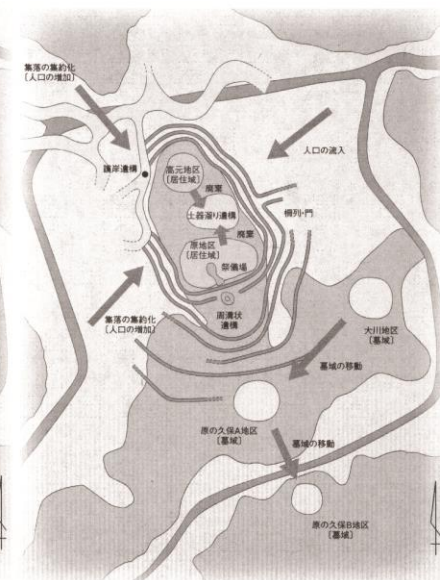 集落の集約化
[人口の増加]
護岸遺構
高元地区
[居住域]
廃棄
土器溜り遺構
廃棄
原地区
[居住域]
祭儀場
人口の流入
柵列・門
集落の集約化
[人口の増加]
周溝状
遺構
大川地区
[墓域]
墓域の移動
原の久保A地区
[墓域]
墓域の移動
原の久保B地区
[墓域]